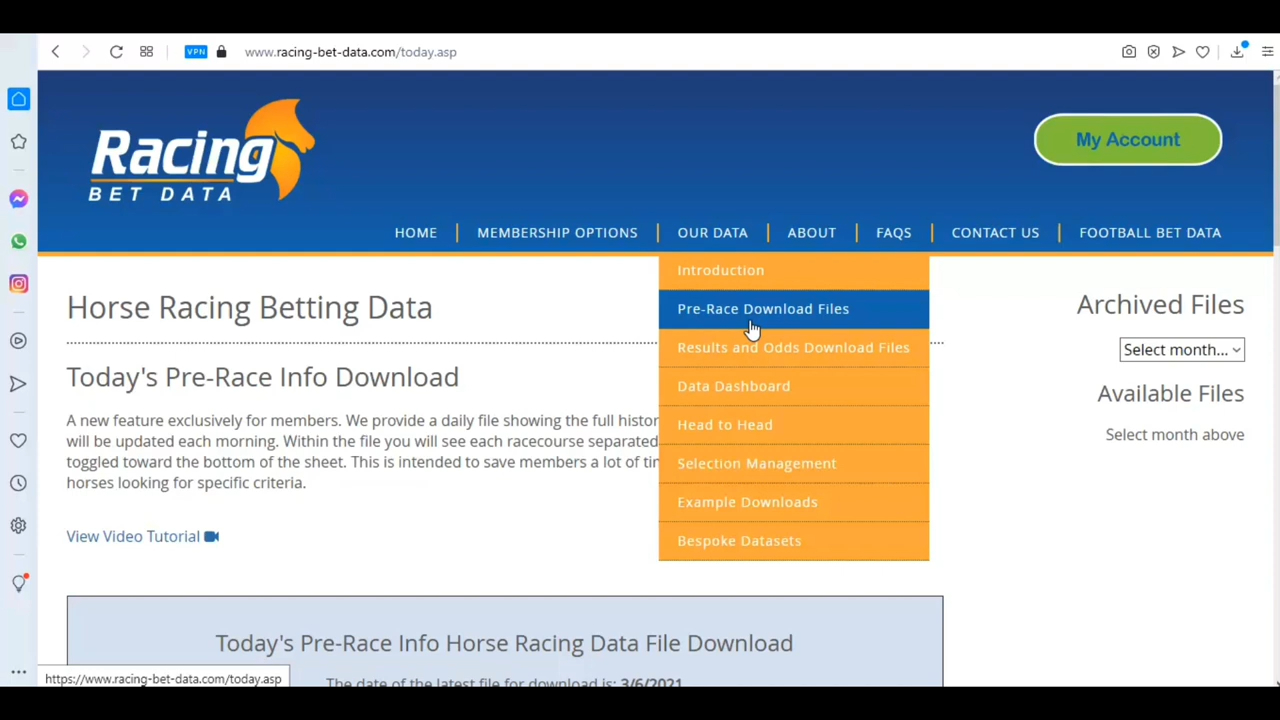 VPN
www.racing-bet-data.com/today.asp
Racing
BET DATA
My Account
HOME
MEMBERSHIP OPTIONS
OUR DATA
ABOUT
FAQS
CONTACT US
FOOTBALL BET DATA
Introduction
Pre-Race Download Files
Results and Odds Download Files
Data Dashboard
Head to Head
Selection Management
Example Downloads
Bespoke Datasets
Horse Racing Betting Data
Today's Pre-Race Info Download
A new feature exclusively for members. We provide a daily file showing the full histor
will be updated each morning. Within the file you will see each racecourse separated
toggled toward the bottom of the sheet. This is intended to save members a lot of tin
horses looking for specific criteria.
View Video Tutorial
Archived Files
Select month...
Available Files
Select month above
Today's Pre-Race Info Horse Racing Data File Download
The date of the latest file for download is: 3/6/2021
https://www.racing-bet-data.com/today.asp